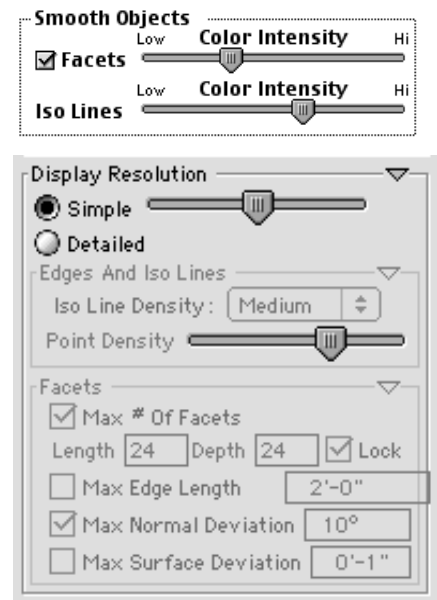 Smooth Objects
Low Color Intensity Hi
Facets
Low Color Intensity Hi
Iso Lines
Display Resolution
Simple
Detailed
Edges And Iso Lines
Iso Line Density : Medium
Point Density
Facets
Max # Of Facets
Length 24 Depth 24 Lock
Max Edge Length 2'-0"
Max Normal Deviation 10°
Max Surface Deviation 0'-1"